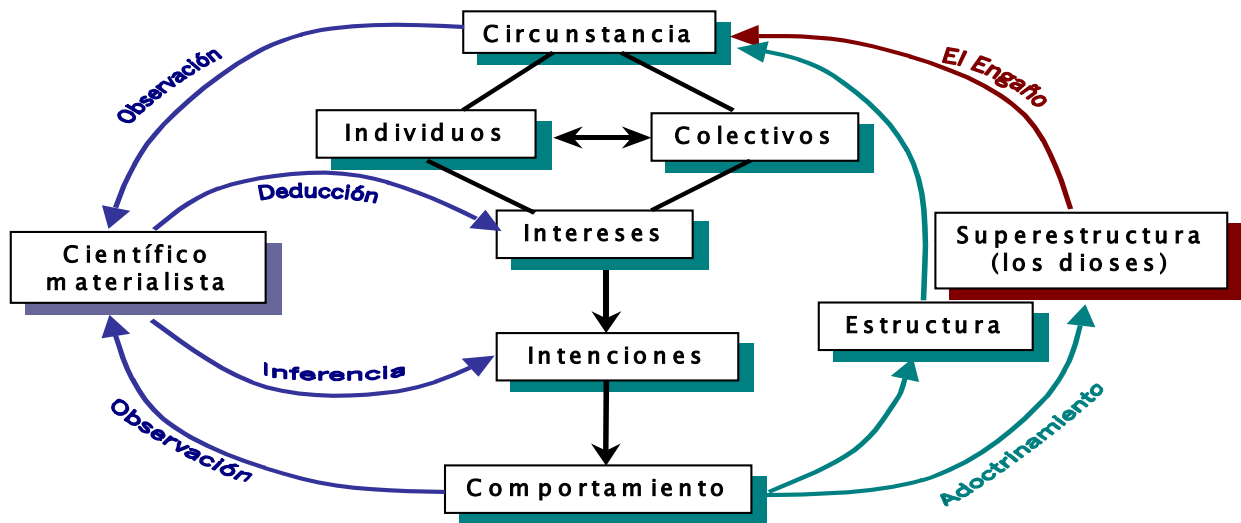 Circunstancia
El Engaño
Observación
Individuos
Colectivos
Deducción
Intereses
Científico
materialista
Superestructura
(los dioses)
Estructura
Intenciones
Inferencia
Observación
Adoctrinamiento
Comportamiento